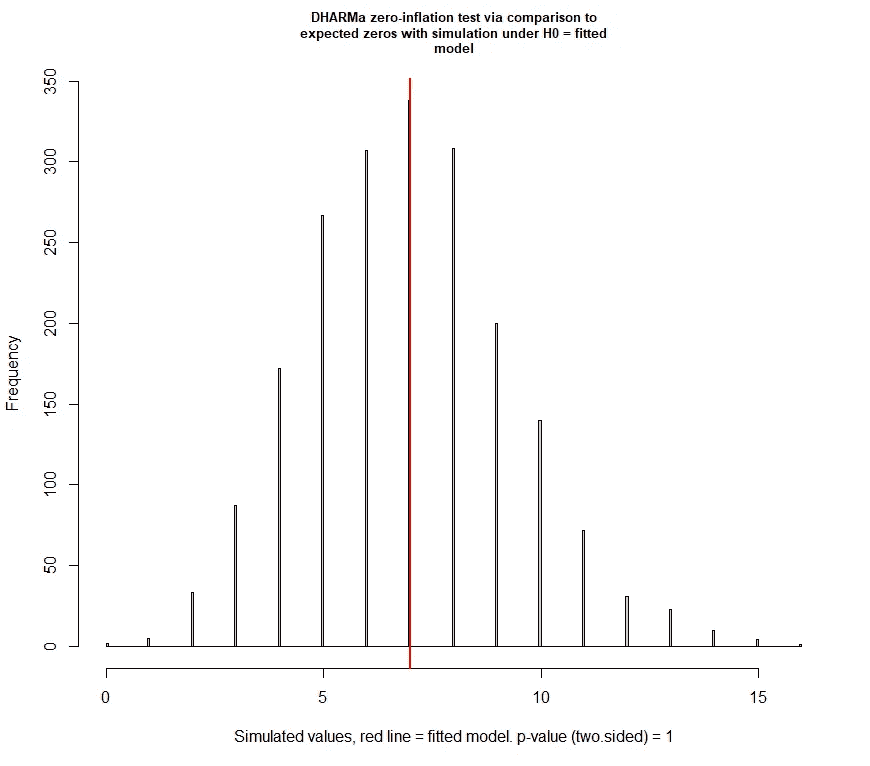 DHARMa zero-inflation test via comparison to
expected zeros with simulation under H0 = fitted
model
350
300
250
200
150
100
50
0
Frequency
0 5 10 15
Simulated values, red line = fitted model. p-value (two.sided) = 1